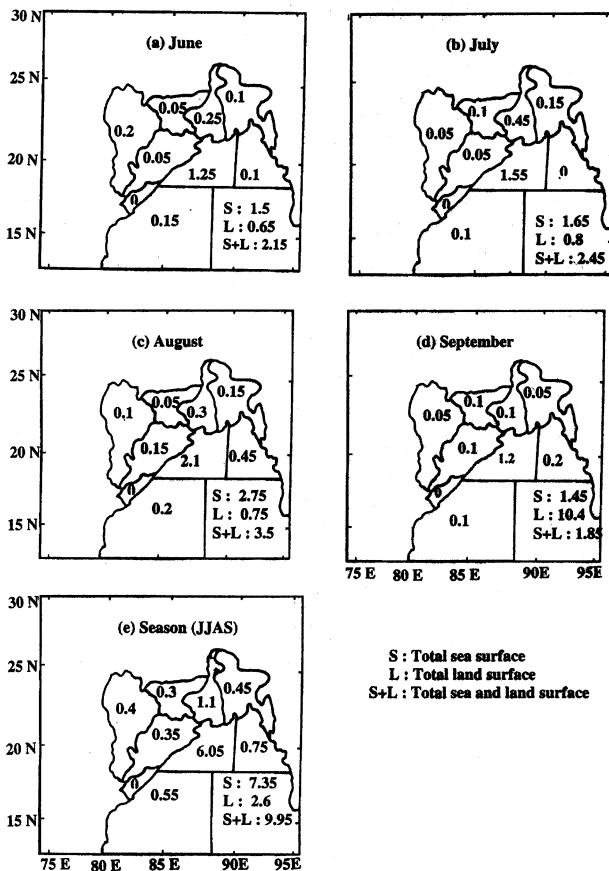 (a) June
30 N
25 N
20 N
15 N
0.2
0.05
0.25
0.1
0.05
1.25
0.1
0
0.15
S : 1.5
L : 0.65
S+L : 2.15
(b) July
0.05
0.1
0.45
0.15
0.05
1.55
0
0
0.1
S : 1.65
L : 0.8
S+L : 2.45
(c) August
30 N
25 N
20 N
15 N
0.1
0.05
0.3
0.15
0.15
2.1
0.45
0
0.2
S : 2.75
L : 0.75
S+L : 3.5
(d) September
0.05
0.1
0.1
0.05
0.1
1.2
0.2
0
0.1
S : 1.45
L : 10.4
S+L : 1.85
75 E 80 E 85E 90E 95E
(e) Season (JJAS)
30 N
25 N
20 N
15 N
0.4
0.3
1.1
0.45
0.35
6.05
0.75
0
0.55
S : 7.35
L : 2.6
S+L : 9.95
75 E 80 E 85 E 90E 95 E
S : Total sea surface
L : Total land surface
S+L : Total sea and land surface